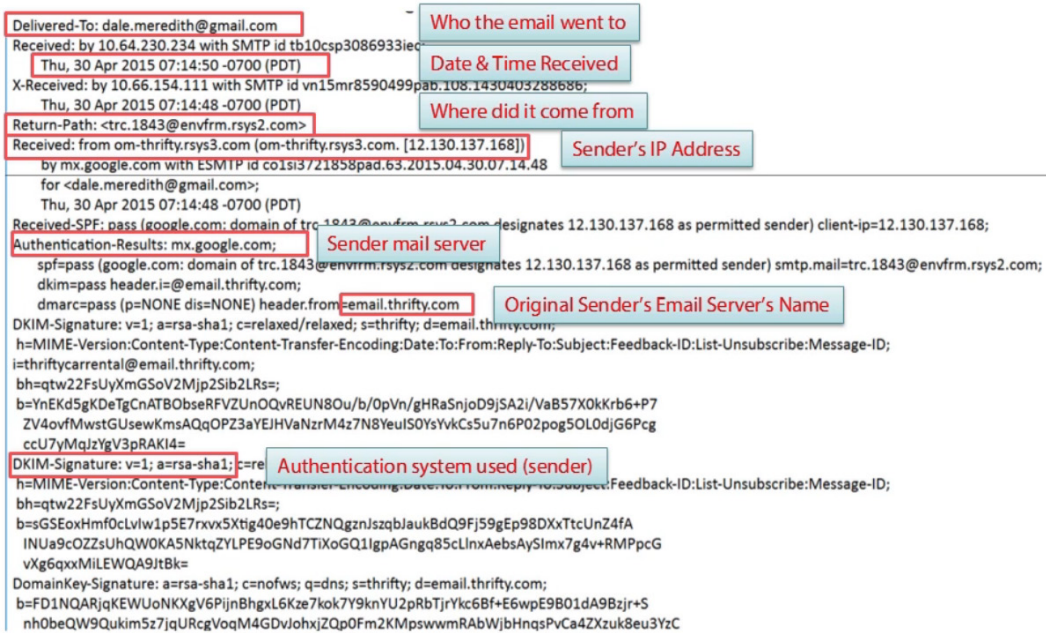 Delivered-To: dale.meredith@gmail.com
Who the email went to
Received: by 10.64.230.234 with SMTP id tb10csp3086933iec;
Thu, 30 Apr 2015 07:14:50 -0700 (PDT)
Date & Time Received
X-Received: by 10.66.154.111 with SMTP id vn15mr8590499pab.108.1430403288686;
Thu, 30 Apr 2015 07:14:48 -0700 (PDT)
Where did it come from
Return-Path: <trc.1843@envfrm.rsys2.com>
Received: from om-thrifty.rsys3.com (om-thrifty.rsys3.com. [12.130.137.168])
Sender's IP Address
by mx.google.com with ESMTP id co1si3721858pad.63.2015.04.30.07.14.48
for <dale.meredith@gmail.com>;
Thu, 30 Apr 2015 07:14:48 -0700 (PDT)
Received-SPF: pass (google.com: domain of trc.1843@envfrm.rsys2.com designates 12.130.137.168 as permitted sender) client-ip=12.130.137.168;
Authentication-Results: mx.google.com;
Sender mail server
spf=pass (google.com: domain of trc.1843@envfrm.rsys2.com designates 12.130.137.168 as permitted sender) smtp.mail=trc.1843@envfrm.rsys2.com;
dkim=pass header.i=@email.thrifty.com;
dmarc=pass (p=NONE dis=NONE) header.from=email.thrifty.com
Original Sender's Email Server's Name
DKIM-Signature: v=1; a=rsa-sha1; c=relaxed/relaxed; s=thrifty; d=email.thrifty.com;
h=MIME-Version:Content-Type:Content-Transfer-Encoding:Date:To:From:Reply-To:Subject:Feedback-ID:List-Unsubscribe:Message-ID;
i=thriftycarrental@email.thrifty.com;
bh=qtw22FsUyXmGSoV2Mjp2Sib2LRs=;
b=YnEKd5gKDeTgCnATBObseRFVZUnOQvREUN8Ou/b/0pVn/gHRaSnjoD9jSA2i/VaB57X0kKrb6+P7
ZV4ovfMwstGUsewKmsAQqOPZ3aYEJHVaNzrM4z7N8YeuIS0YsYvkCs5u7n6P02pog5OL0djG6Pcg
ccU7yMqJzYgV3pRAKI4=
DKIM-Signature: v=1; a=rsa-sha1; c=re
Authentication system used (sender)
h=MIME-Version:Content-Type:Content-Transfer-Encoding:Date:To:From:Reply-To:Subject:Feedback-ID:List-Unsubscribe:Message-ID;
bh=qtw22FsUyXmGSoV2Mjp2Sib2LRs=;
b=sGSEoxHmf0cLvlw1p5E7rxvx5Xtig40e9hTCZNQgznJszqbJaukBdQ9Fj59gEp98DXxTtcUnZ4fA
INUa9cOZZsUhQW0KA5NktqZYLPE9oGNd7TiXoGQ1IgpAGngq85cLlnxAebsAySImx7g4v+RMPpcG
vXg6qxxMiLEWQA9JtBk=
DomainKey-Signature: a=rsa-sha1; c=nofws; q=dns; s=thrifty; d=email.thrifty.com;
b=FD1NQARjqKEWUoNKXgV6PijnBhgxL6Kze7kok7Y9knYU2pRbTjrYkc6Bf+E6wpE9B01dA9Bzjr+S
nh0beQW9Qukim5z7jqURcgVoqM4GDvJohxjZQp0Fm2KMpswwmRAbWjbHnqsPvCa4ZXzuk8eu3YzC